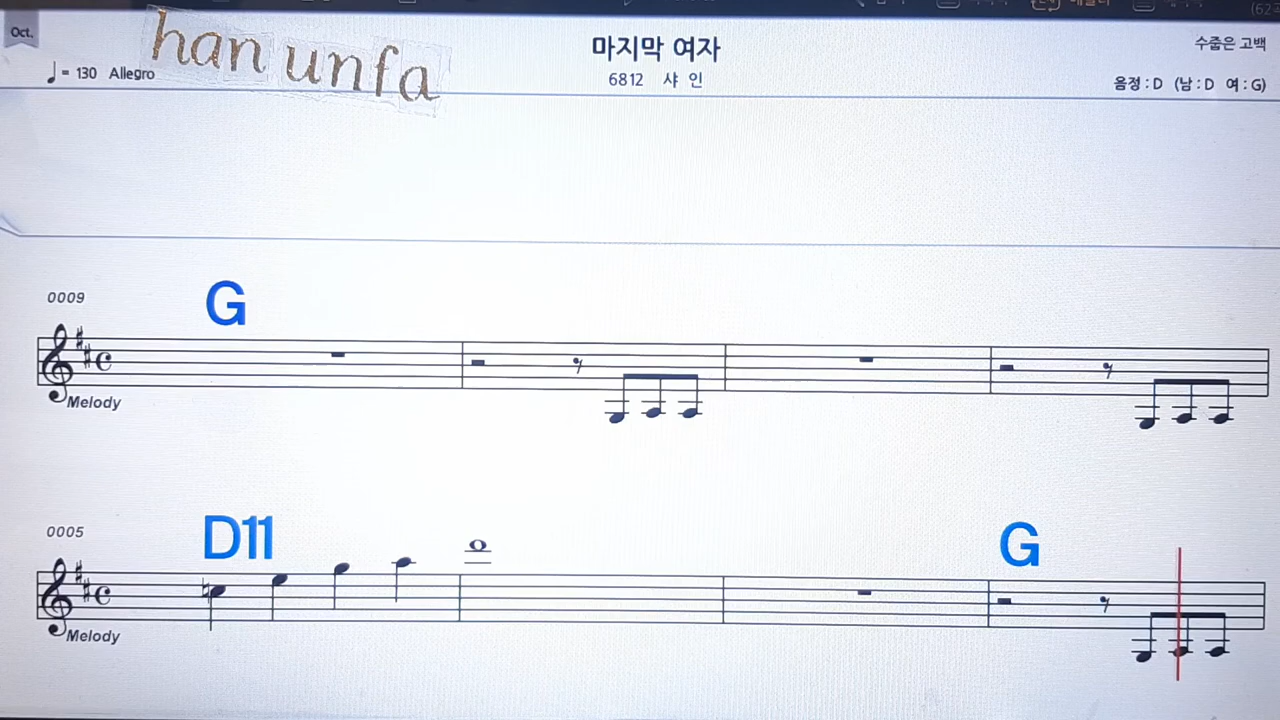 Oct.
han unfa
마지막 여자
수줍은 고백
♩= 130 Allegro
6812 샤 인
음정 : D (남 : D 여 : G)
0009
G
Melody
0005
D11
G
Melody